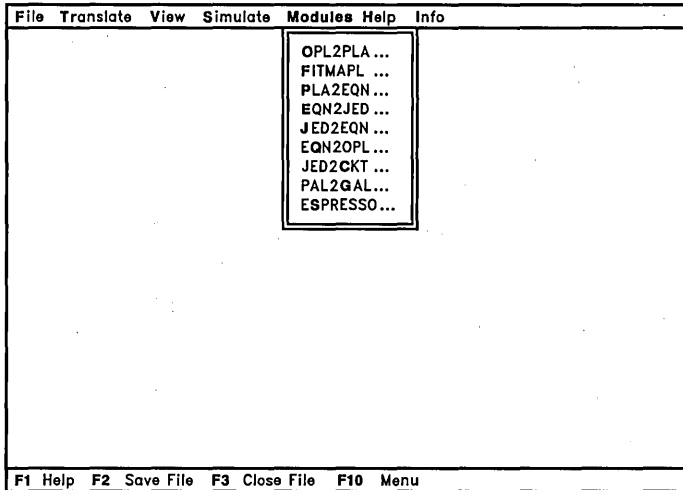 File Translate View Simulate Modules Help Info
OPL2PLA...
FITMAPL ...
PLA2EQN...
EQN2JED...
JED2EQN...
EQN2OPL...
JED2CKT ...
PAL2GAL...
ESPRESSO...
F1 Help F2 Save File F3 Close File F10 Menu